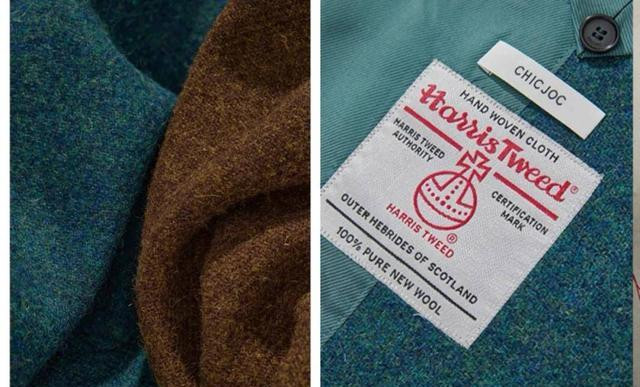 CHICJOC
HAND WOVEN CLOTH
Harris Tweed®
HARRIS TWEED
AUTHORITY
CERTIFICATION
MARK
HARRIS TWEED
®
OUTER HEBRIDES OF SCOTLAND
100% PURE NEW WOOL